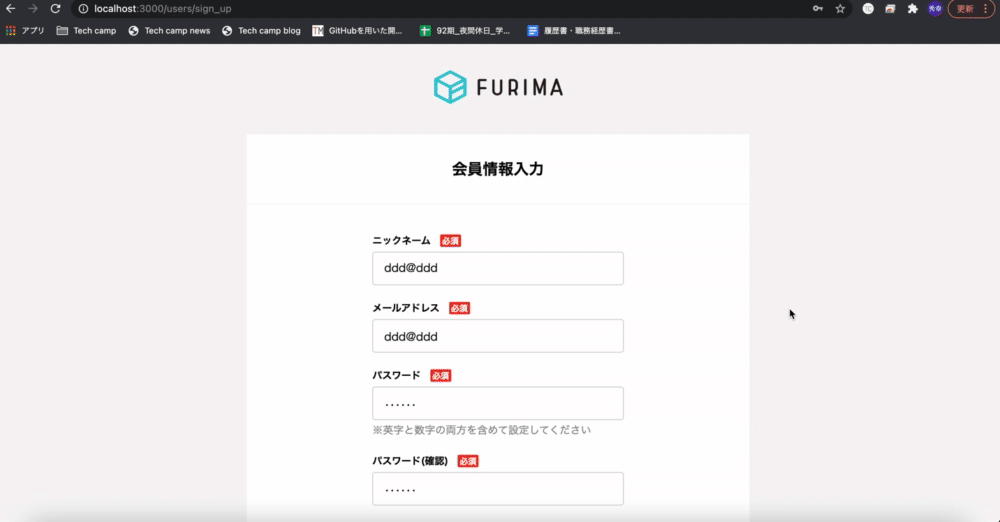 localhost:3000/users/sign_up
秀幸
更新
アプリ
Tech camp
Tech camp news
Tech camp blog
TM
GitHubを用いた開...
92期_夜間休日_学...
履歴書・職務経歴書...
FURIMA
会員情報入力
ニックネーム 必須
ddd@ddd
メールアドレス 必須
ddd@ddd
パスワード 必須
······
※英字と数字の両方を含めて設定してください
パスワード(確認) 必須
······